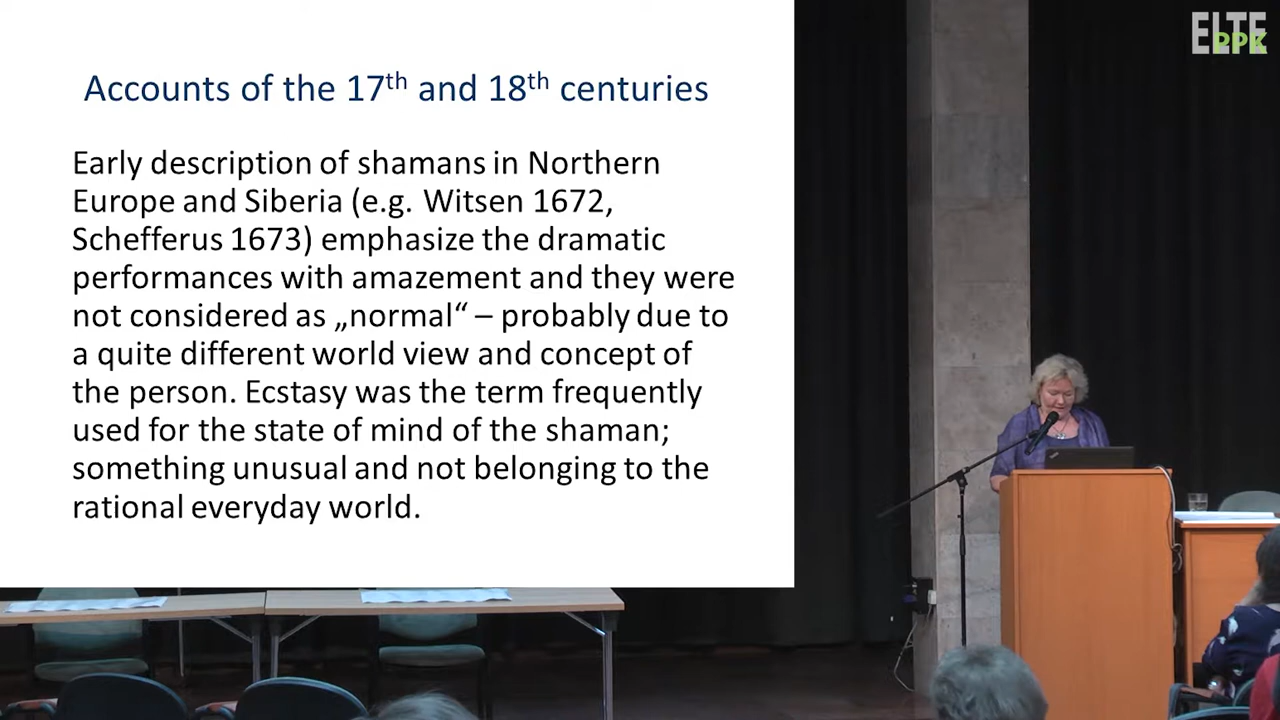 Accounts of the 17th and 18th centuries
Early description of shamans in Northern
Europe and Siberia (e.g. Witsen 1672,
Schefferus 1673) emphasize the dramatic
performances with amazement and they were
not considered as „normal“ – probably due to
a quite different world view and concept of
the person. Ecstasy was the term frequently
used for the state of mind of the shaman;
something unusual and not belonging to the
rational everyday world.
ELTE
PPK